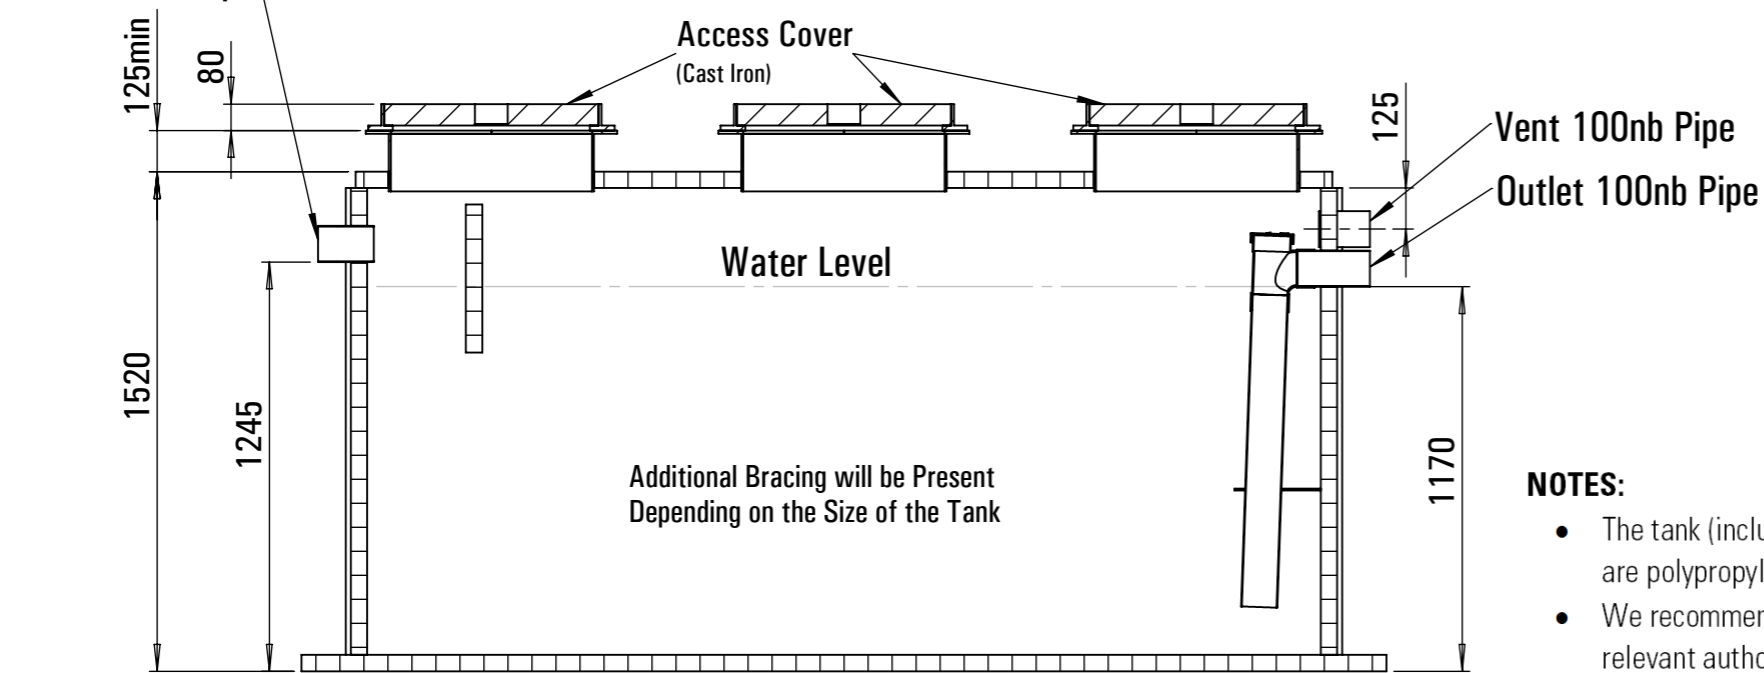 125min
80
Access Cover
(Cast Iron)
125
Vent 100nb Pipe
Outlet 100nb Pipe
Water Level
1520
1245
1170
Additional Bracing will be Present
Depending on the Size of the Tank
NOTES:
• The tank (inclu
are polypropyl
• We recommen
relevant autho